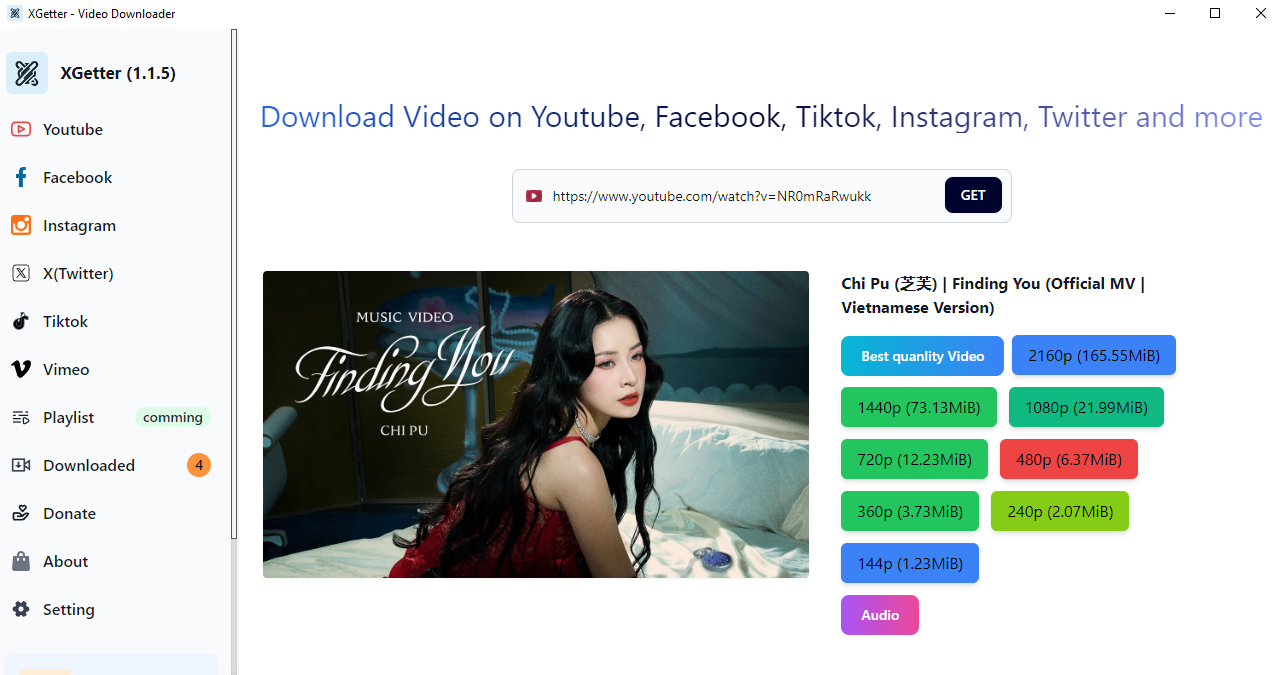 XGetter - Video Downloader
XGetter (1.1.5)
Youtube
Facebook
Instagram
X(Twitter)
Tiktok
Vimeo
Playlist comming
Downloaded 4
Donate
About
Setting
Download Video on Youtube, Facebook, Tiktok, Instagram, Twitter and more
https://www.youtube.com/watch?v=NR0mRaRwukk GET
MUSIC VIDEO
Finding You
CHI PU
Chi Pu (芝芙) | Finding You (Official MV |
Vietnamese Version)
Best quanlity Video 2160p (165.55MiB)
1440p (73.13MiB) 1080p (21.99MiB)
720p (12.23MiB) 480p (6.37MiB)
360p (3.73MiB) 240p (2.07MiB)
144p (1.23MiB)
Audio